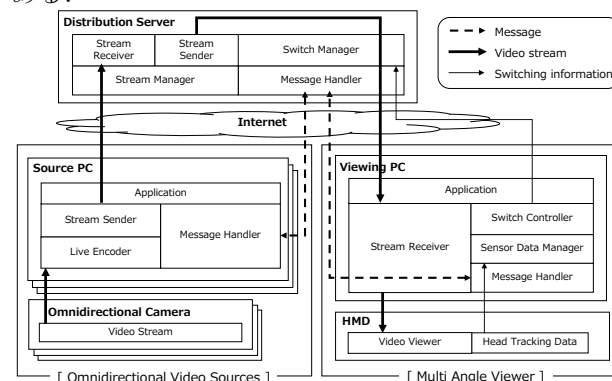 Distribution Server
Stream
Receiver
Stream
Sender
Switch Manager
Stream Manager
Message Handler
Message
Video stream
Switching information
Internet
Source PC
Application
Stream Sender
Message Handler
Live Encoder
Omnidirectional Camera
Video Stream
[ Omnidirectional Video Sources ]
Viewing PC
Application
Stream Receiver
Switch Controller
Sensor Data Manager
Message Handler
HMD
Video Viewer
Head Tracking Data
[ Multi Angle Viewer ]